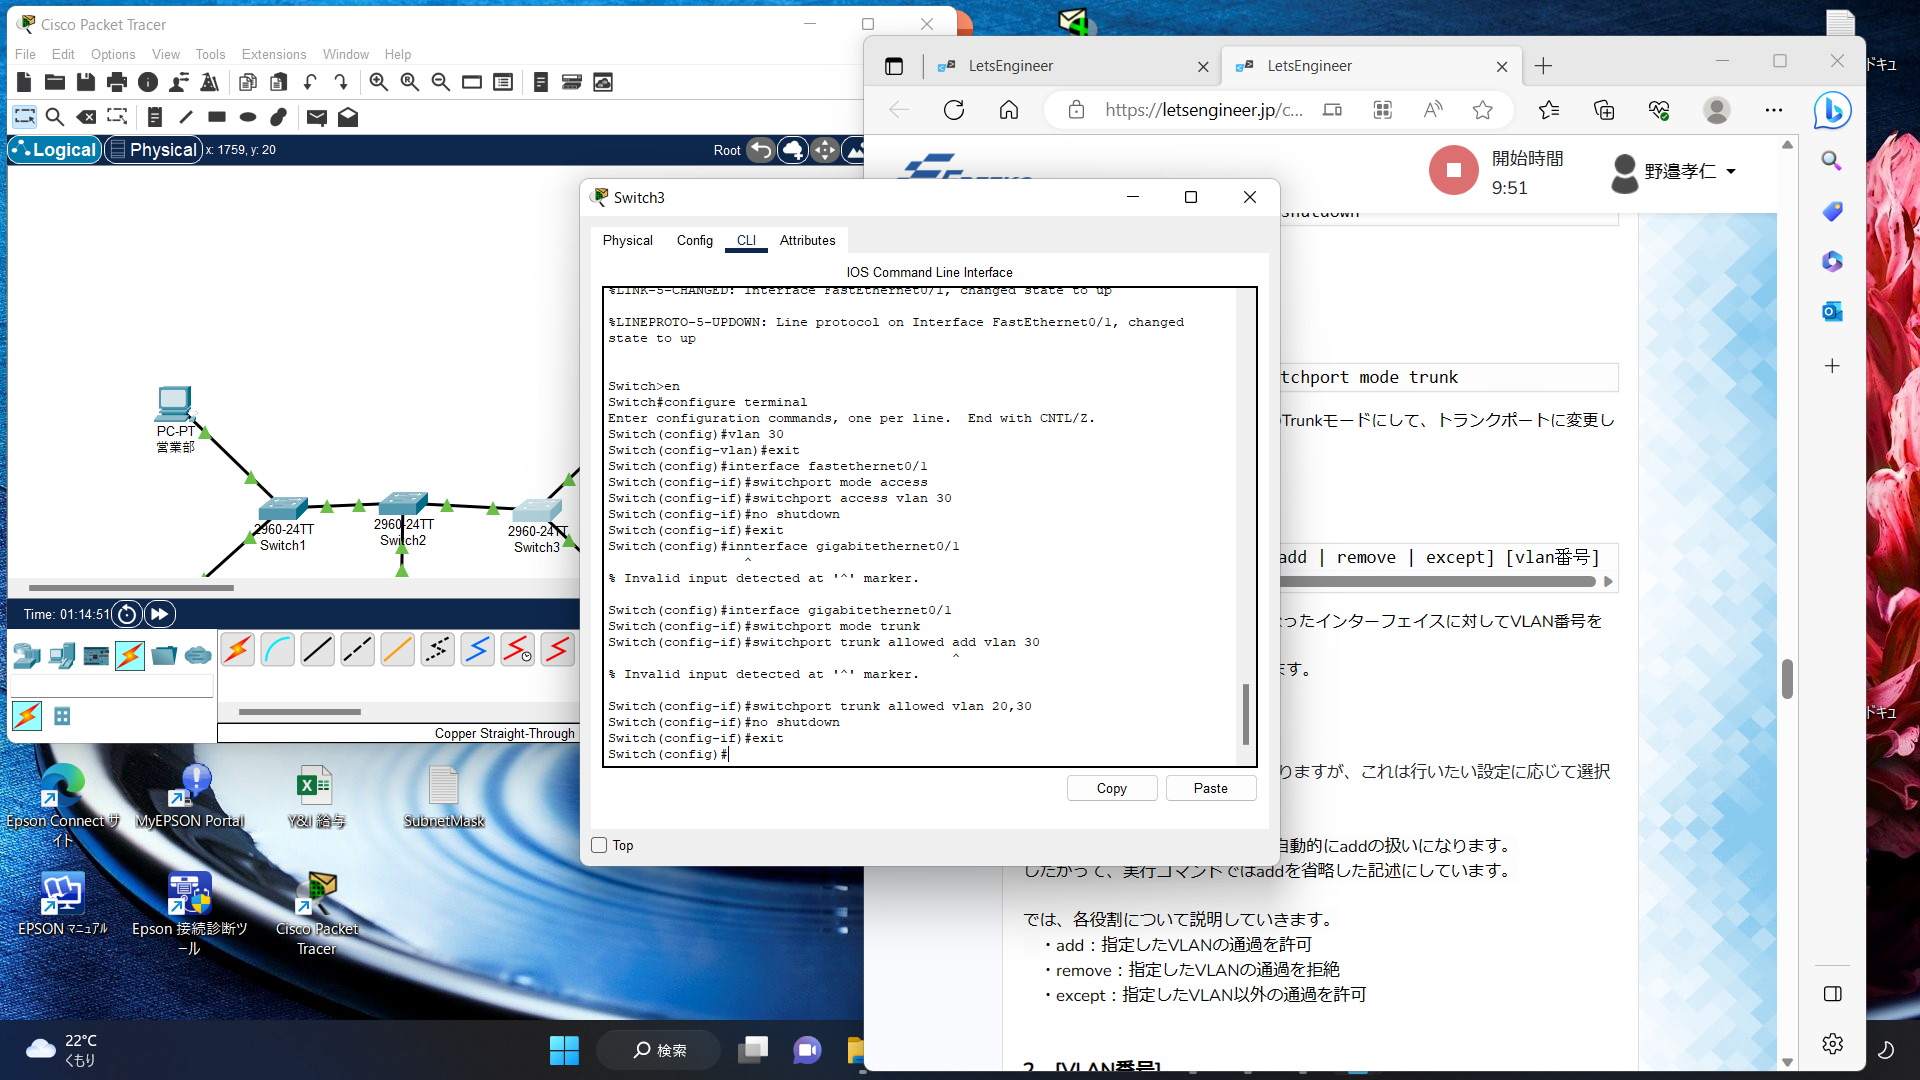 Cisco Packet Tracer
File Edit Options View Tools Extensions Window Help
Logical Physical x: 1759, y: 20
Root
PC-PT
営業部
2960-24TT
Switch1
2960-24TT
Switch2
2960-24TT
Switch3
Time: 01:14:51
Copper Straight-Through
Switch3
Physical Config CLI Attributes
IOS Command Line Interface
%LINK-5-CHANGED: Interface FastEthernet0/1, changed state to up
%LINEPROTO-5-UPDOWN: Line protocol on Interface FastEthernet0/1, changed
state to up
Switch>en
Switch#configure terminal
Enter configuration commands, one per line.  End with CNTL/Z.
Switch(config)#vlan 30
Switch(config-vlan)#exit
Switch(config)#interface fastethernet0/1
Switch(config-if)#switchport mode access
Switch(config-if)#switchport access vlan 30
Switch(config-if)#no shutdown
Switch(config-if)#exit
Switch(config)#innterface gigabitethernet0/1
^
% Invalid input detected at '^' marker.
Switch(config)#interface gigabitethernet0/1
Switch(config-if)#switchport mode trunk
Switch(config-if)#switchport trunk allowed add vlan 30
^
% Invalid input detected at '^' marker.
Switch(config-if)#switchport trunk allowed vlan 20,30
Switch(config-if)#no shutdown
Switch(config-if)#exit
Switch(config)#
Copy Paste
Top
LetsEngineer
LetsEngineer
https://letsengineer.jp/c...
開始時間
9:51
野邉孝仁
shutdown
tchport mode trunk
Trunkモードにして、トランクポートに変更し
add | remove | except] [vlan番号]
ったインターフェイスに対してVLAN番号を
ます。
りますが、これは行いたい設定に応じて選択
自動的にaddの扱いになります。
したがって、実行コマンドではaddを省略した記述にしています。
では、各役割について説明していきます。
・add：指定したVLANの通過を許可
・remove：指定したVLANの通過を拒絶
・except：指定したVLAN以外の通過を許可
2．[VLAN番号]
ドキュ
ドキュ
Epson Connect サイト
MyEPSON Portal
Y&I 給与
SubnetMask
EPSON マニュアル
Epson 接続診断ツール
Cisco Packet Tracer
22°C
くもり
検索